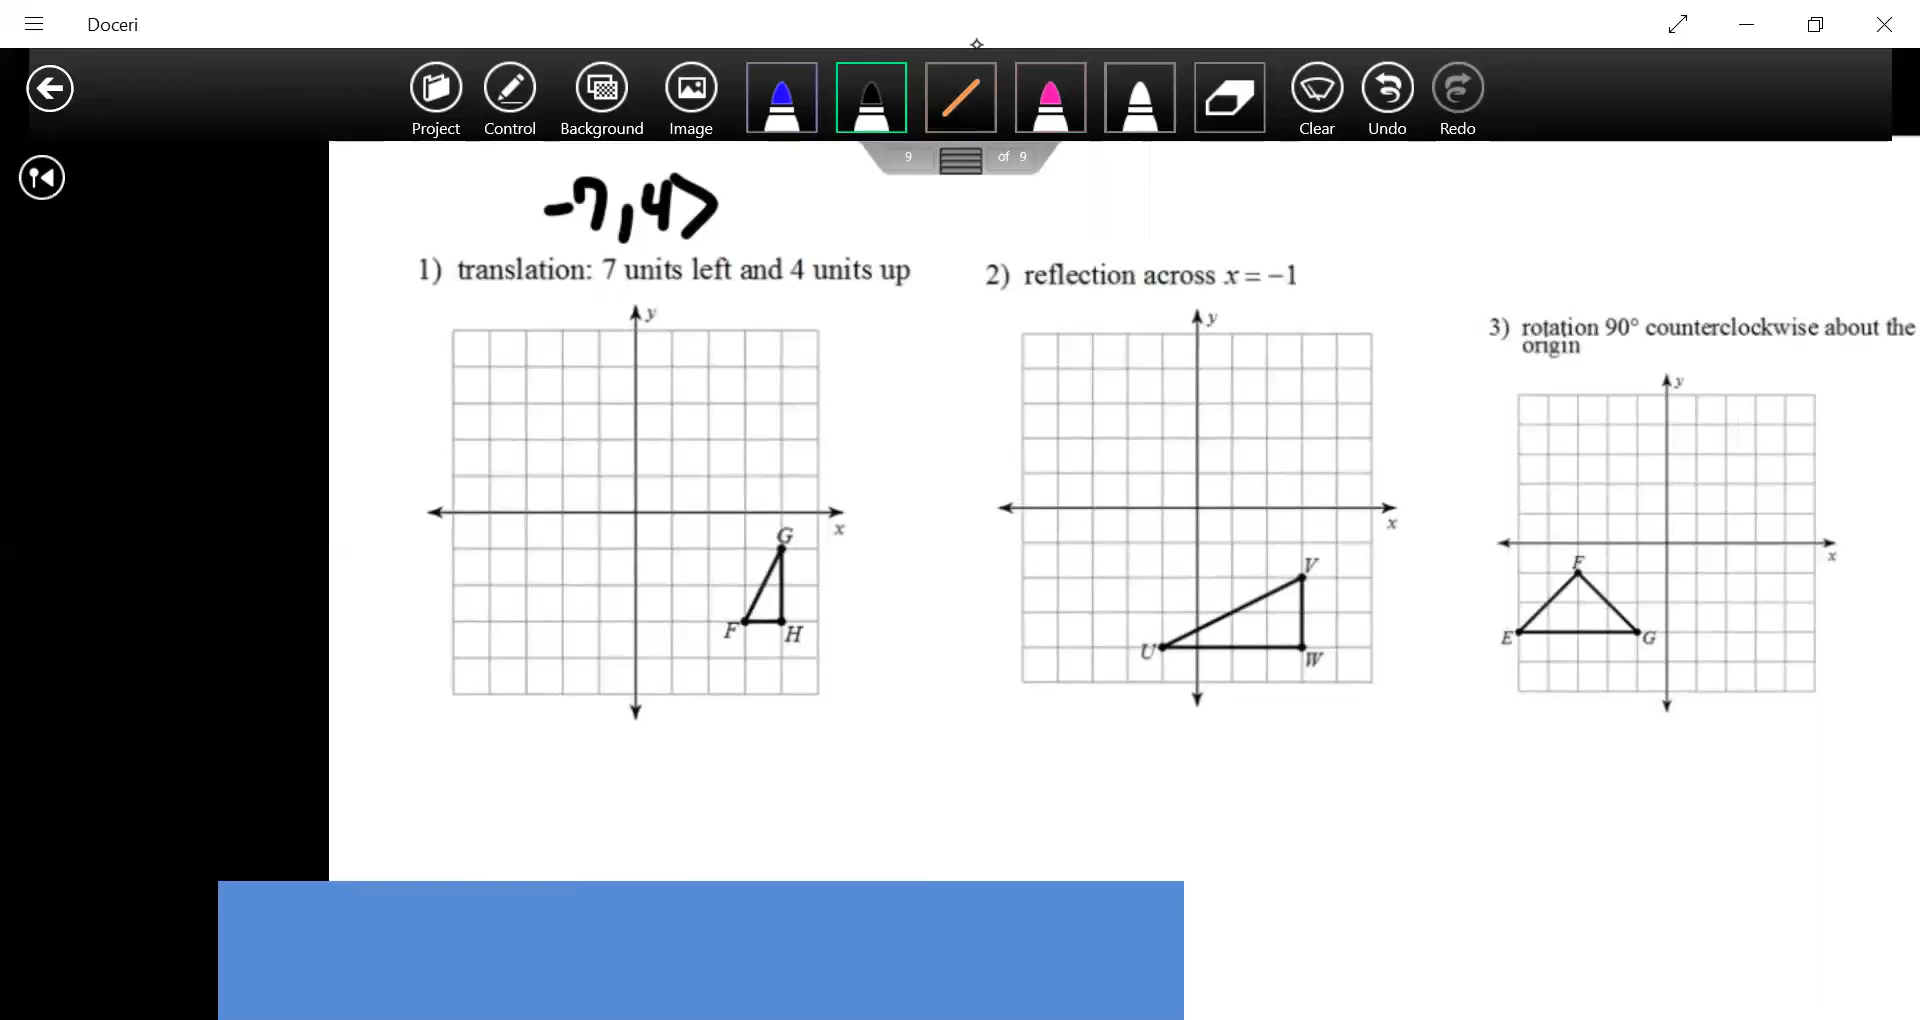 Doceri
Project Control Background Image Clear Undo Redo
9 of 9
-7,4>
1) translation: 7 units left and 4 units up
2) reflection across x = −1
3) rotation 90° counterclockwise about the
origin
y
x
G
F
H
y
x
V
U
W
y
x
F
E
G